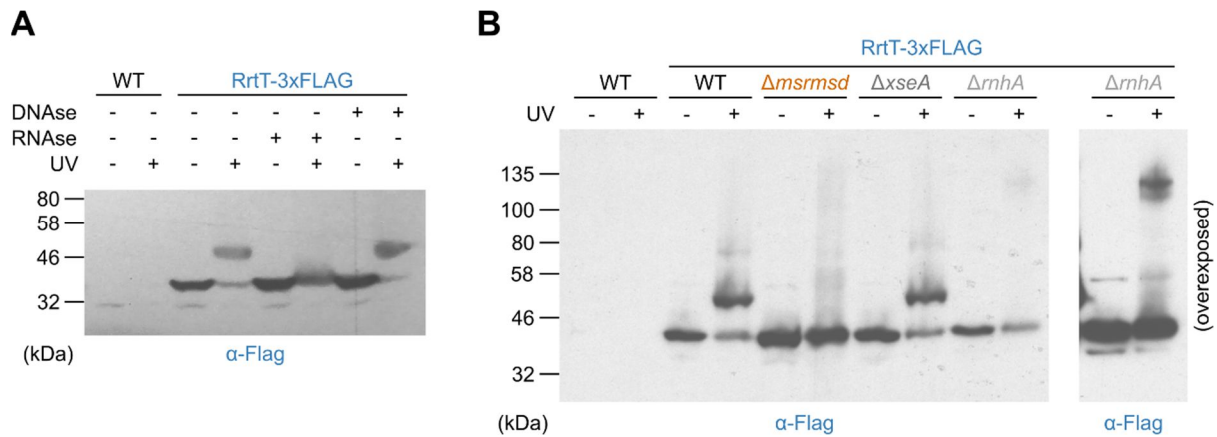 A
WT RrtT-3xFLAG
DNAse - - - - - - + +
RNAse - - - - + + - -
UV - + - + - + - +
80
58
46
32
(kDa) α-Flag
B
RrtT-3xFLAG
WT WT Δmsrmsd ΔxseA ΔrnhA ΔrnhA
UV - + - + - + - + - + - +
135
100
80
58
46
32
(overexposed)
(kDa) α-Flag α-Flag